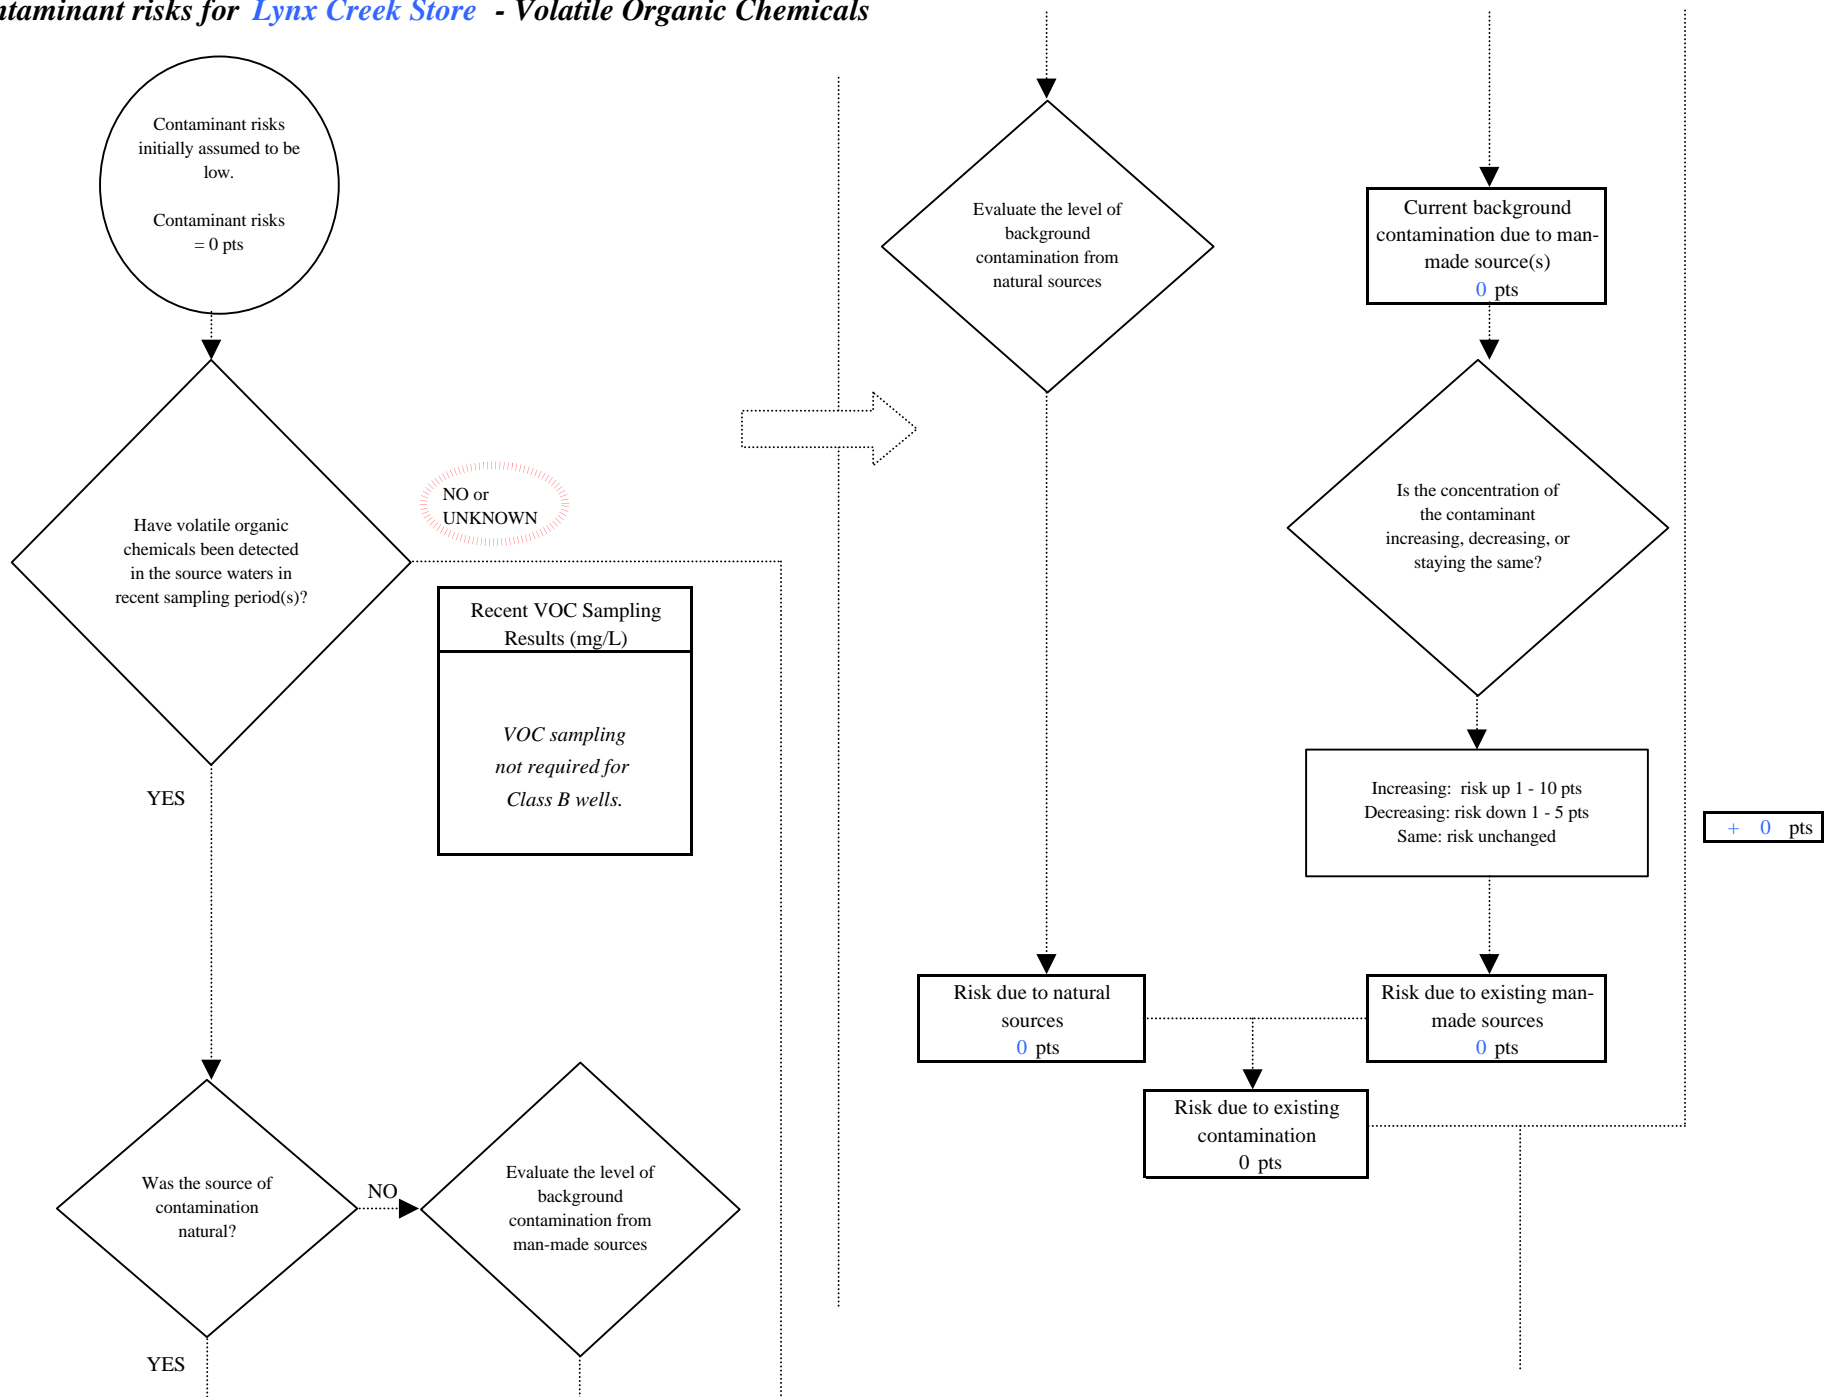 ntaminant risks for Lynx Creek Store - Volatile Organic Chemicals
Contaminant risks
initially assumed to be
low.
Contaminant risks
= 0 pts
Have volatile organic
chemicals been detected
in the source waters in
recent sampling period(s)?
NO or
UNKNOWN
Recent VOC Sampling
Results (mg/L)
VOC sampling
not required for
Class B wells.
YES
Was the source of
contamination
natural?
NO
Evaluate the level of
background
contamination from
man-made sources
YES
Evaluate the level of
background
contamination from
natural sources
Current background
contamination due to man-
made source(s)
0 pts
Is the concentration of
the contaminant
increasing, decreasing, or
staying the same?
Increasing: risk up 1 - 10 pts
Decreasing: risk down 1 - 5 pts
Same: risk unchanged
+ 0 pts
Risk due to natural
sources
0 pts
Risk due to existing man-
made sources
0 pts
Risk due to existing
contamination
0 pts